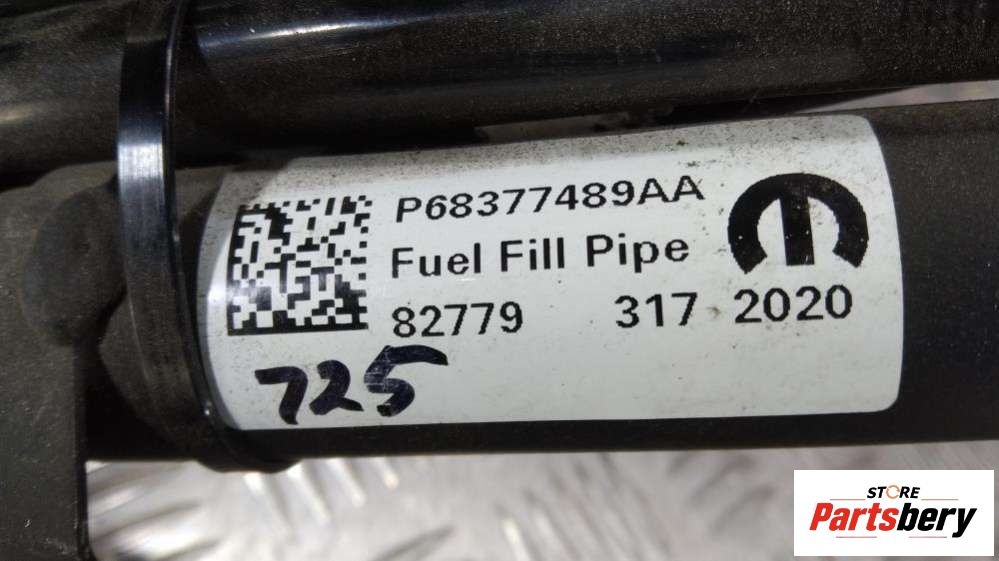 P68377489AA
Fuel Fill Pipe
82779 317 2020
725
STORE
Partsbery